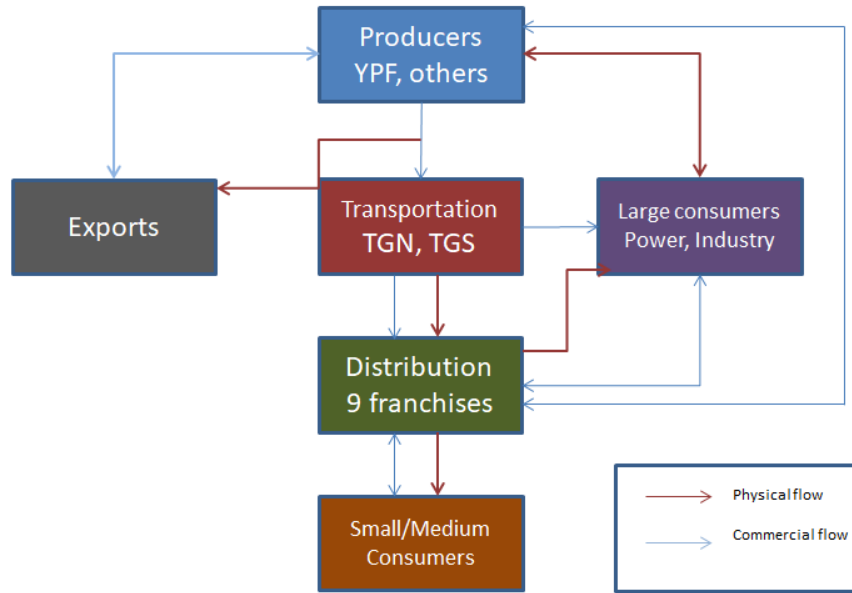 Producers
YPF, others
Exports
Transportation
TGN, TGS
Large consumers
Power, Industry
Distribution
9 franchises
Small/Medium
Consumers
Physical flow
Commercial flow